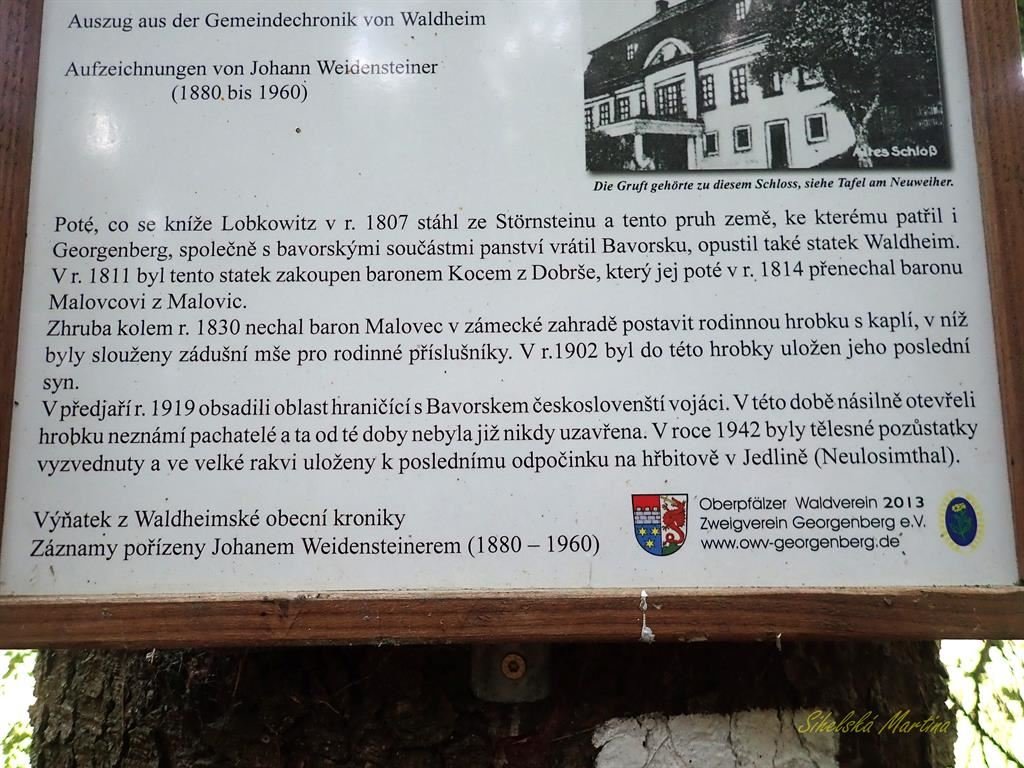 Auszug aus der Gemeindechronik von Waldheim
Aufzeichnungen von Johann Weidensteiner
(1880 bis 1960)
Altes Schloß
Die Gruft gehörte zu diesem Schloss, siehe Tafel am Neuweiher.
Poté, co se kníže Lobkowitz v r. 1807 stáhl ze Störnsteinu a tento pruh země, ke kterému patřil i
Georgenberg, společně s bavorskými součástmi panství vrátil Bavorsku, opustil také statek Waldheim.
V r. 1811 byl tento statek zakoupen baronem Kocem z Dobrše, který jej poté v r. 1814 přenechal baronu
Malovcovi z Malovic.
Zhruba kolem r. 1830 nechal baron Malovec v zámecké zahradě postavit rodinnou hrobku s kaplí, v níž
byly slouženy zádušní mše pro rodinné příslušníky. V r.1902 byl do této hrobky uložen jeho poslední
syn.
V předjaří r. 1919 obsadili oblast hraničící s Bavorskem českoslovenští vojáci. V této době násilně otevřeli
hrobku neznámí pachatelé a ta od té doby nebyla již nikdy uzavřena. V roce 1942 byly tělesné pozůstatky
vyzvednuty a ve velké rakvi uloženy k poslednímu odpočinku na hřbitově v Jedlině (Neulosimthal).
Výňatek z Waldheimské obecní kroniky
Záznamy pořízeny Johanem Weidensteinerem (1880 – 1960)
Oberpfälzer Waldverein 2013
Zweigverein Georgenberg e.V.
www.owv-georgenberg.de
Sihelská Martina